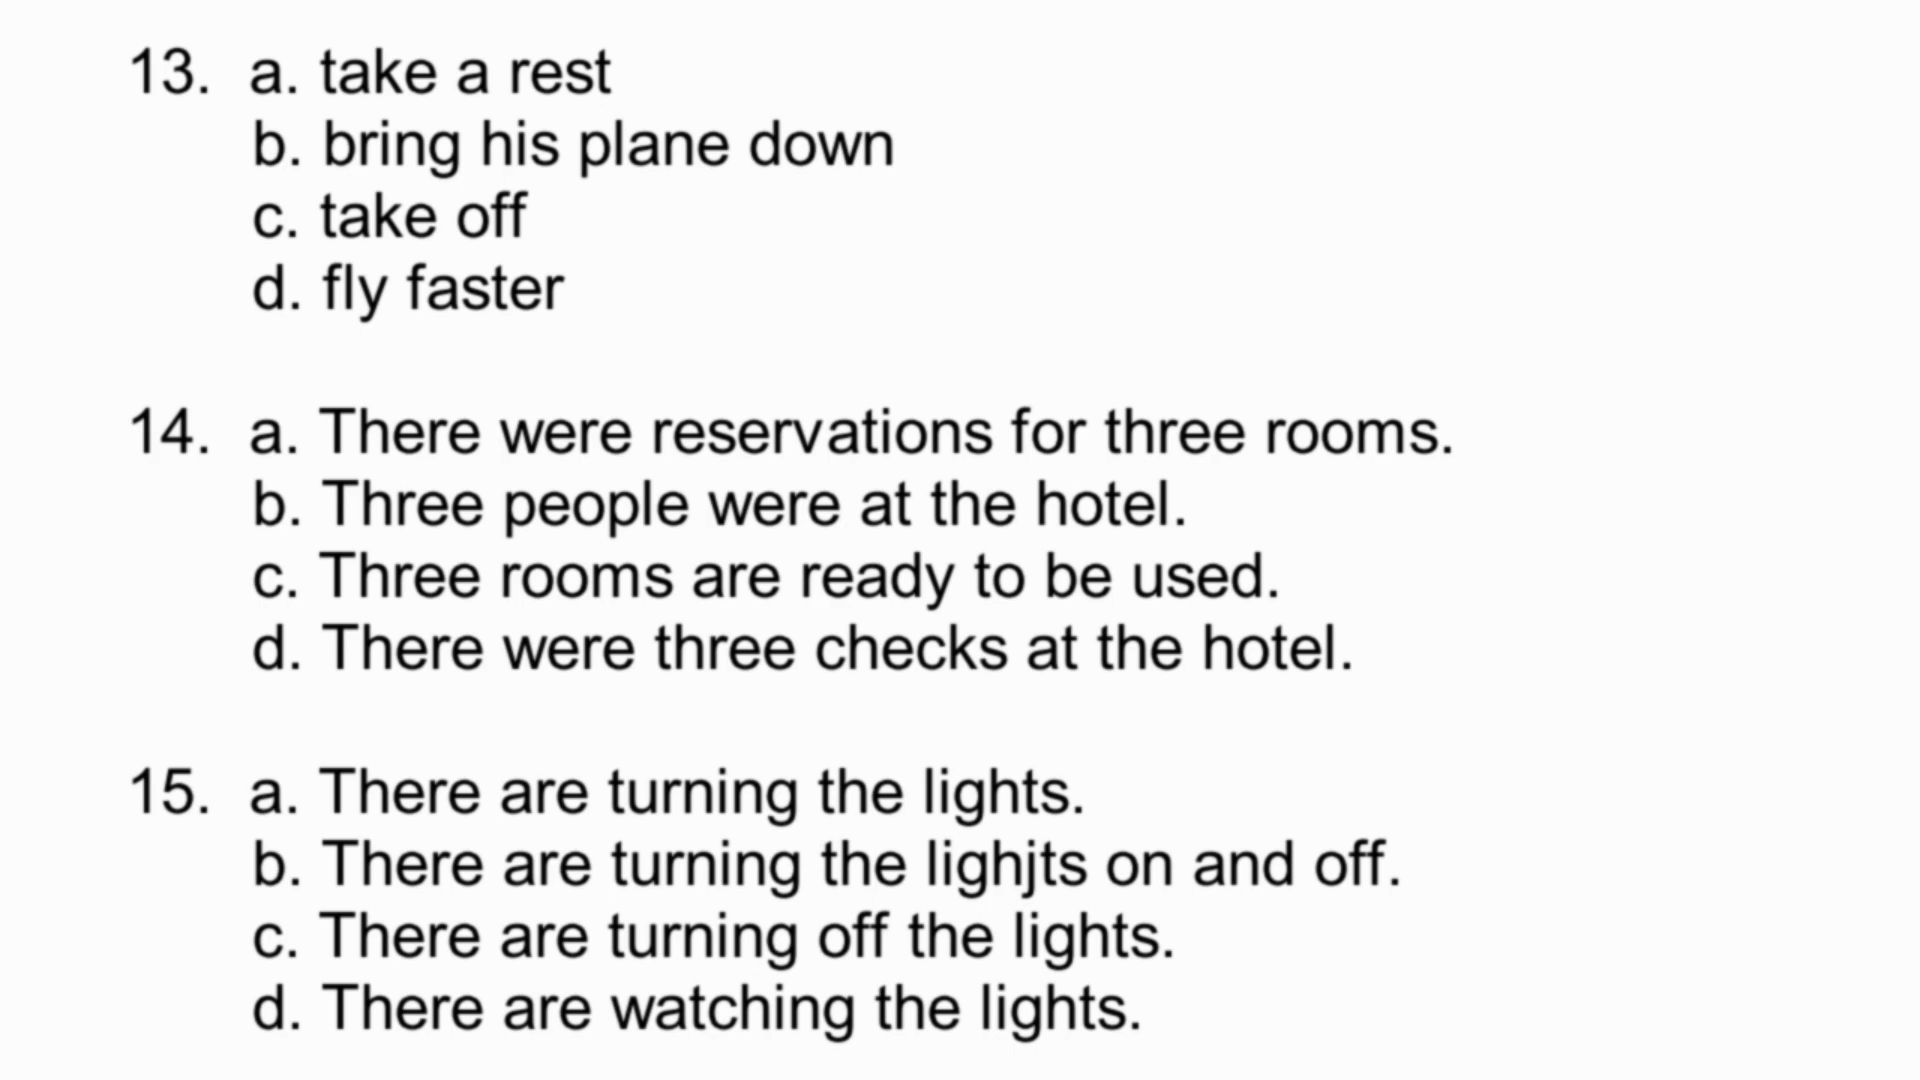 13. a. take a rest
b. bring his plane down
c. take off
d. fly faster
14. a. There were reservations for three rooms.
b. Three people were at the hotel.
c. Three rooms are ready to be used.
d. There were three checks at the hotel.
15. a. There are turning the lights.
b. There are turning the lighjts on and off.
c. There are turning off the lights.
d. There are watching the lights.